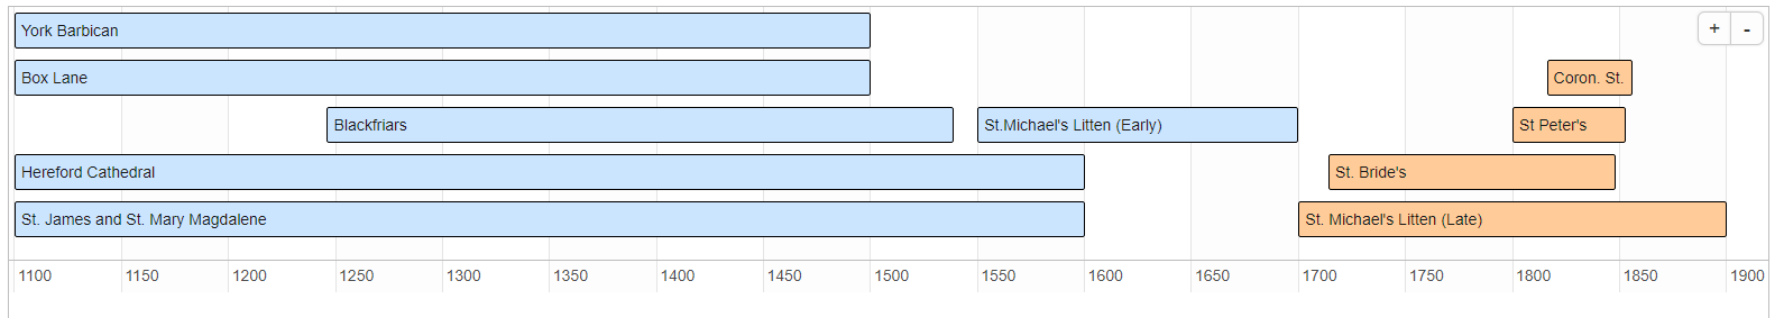 York Barbican
+ -
Box Lane
Coron. St.
Blackfriars
St.Michael's Litten (Early)
St Peter's
Hereford Cathedral
St. Bride's
St. James and St. Mary Magdalene
St. Michael's Litten (Late)
1100 1150 1200 1250 1300 1350 1400 1450 1500 1550 1600 1650 1700 1750 1800 1850 1900